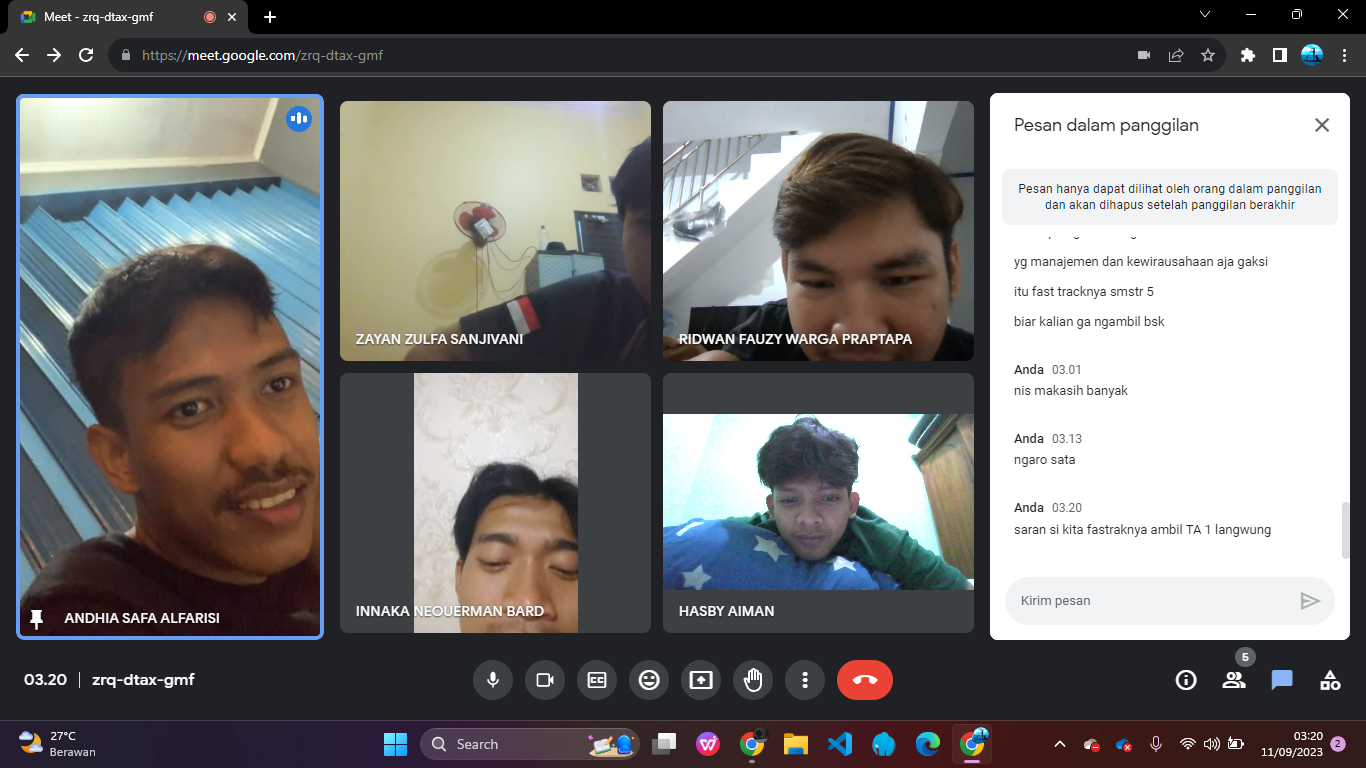 Meet - zrq-dtax-gmf
https://meet.google.com/zrq-dtax-gmf
ANDHIA SAFA ALFARISI
ZAYAN ZULFA SANJIVANI
RIDWAN FAUZY WARGA PRAPTAPA
INNAKA NEOUERMAN BARD
HASBY AIMAN
Pesan dalam panggilan
Pesan hanya dapat dilihat oleh orang dalam panggilan
dan akan dihapus setelah panggilan berakhir
yg manajemen dan kewirausahaan aja gaksi
itu fast tracknya smstr 5
biar kalian ga ngambil bsk
Anda 03.01
nis makasih banyak
Anda 03.13
ngaro sata
Anda 03.20
saran si kita fastraknya ambil TA 1 langwung
Kirim pesan
03.20 | zrq-dtax-gmf
5
27°C
Berawan
Search
03:20
11/09/2023
2